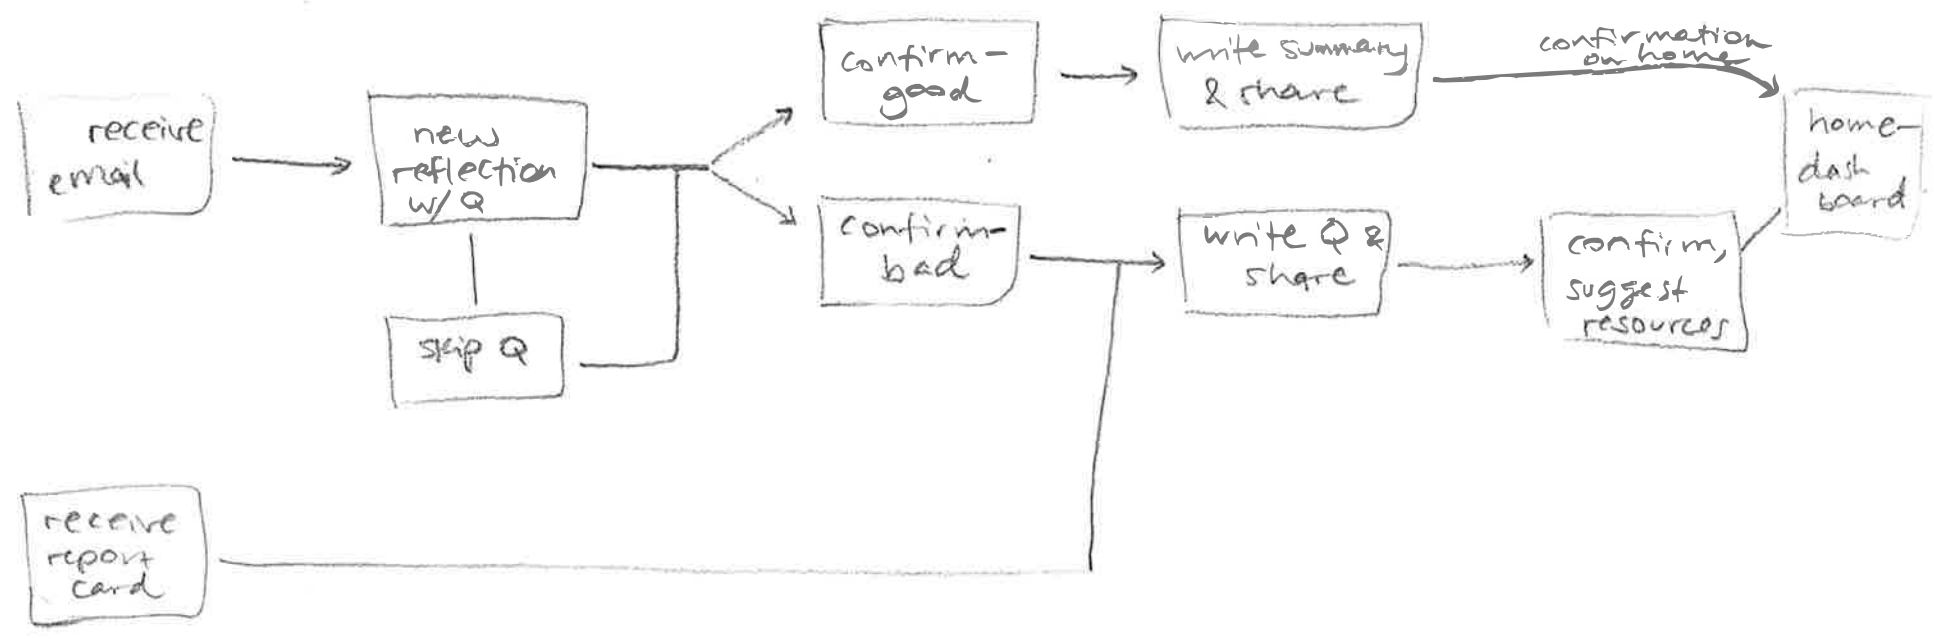 receive
email
new
reflection
w/ Q
skip Q
confirm-
good
write summary
& share
confirmation
on home
home-
dash
board
confirm-
bad
write Q &
share
confirm,
suggest
resources
receive
report
card